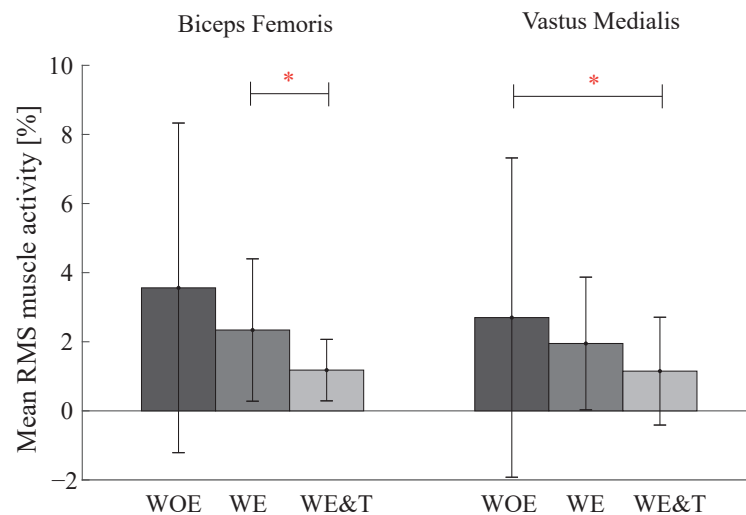 Biceps Femoris Vastus Medialis
Mean RMS muscle activity [%]
10
8
6
4
2
0
−2
* *
WOE WE WE&T WOE WE WE&T